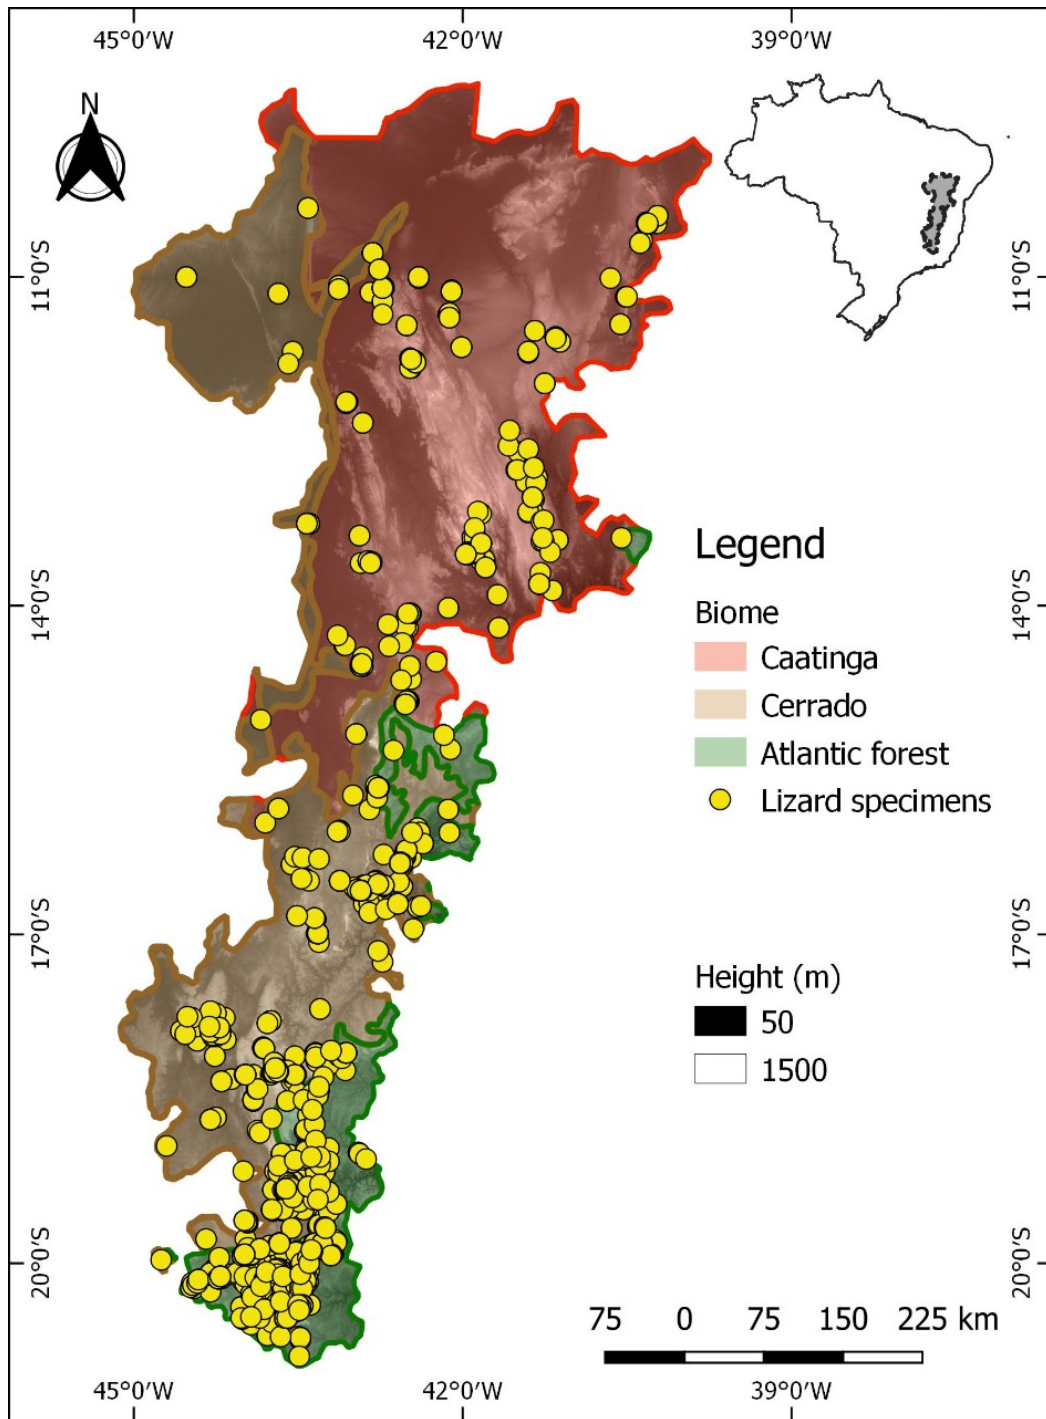 45°0'W 42°0'W 39°0'W
N
11°0'S 11°0'S
14°0'S 14°0'S
Legend
Biome
Caatinga
Cerrado
Atlantic forest
Lizard specimens
17°0'S 17°0'S
Height (m)
50
1500
20°0'S 20°0'S
75 0 75 150 225 km
45°0'W 42°0'W 39°0'W